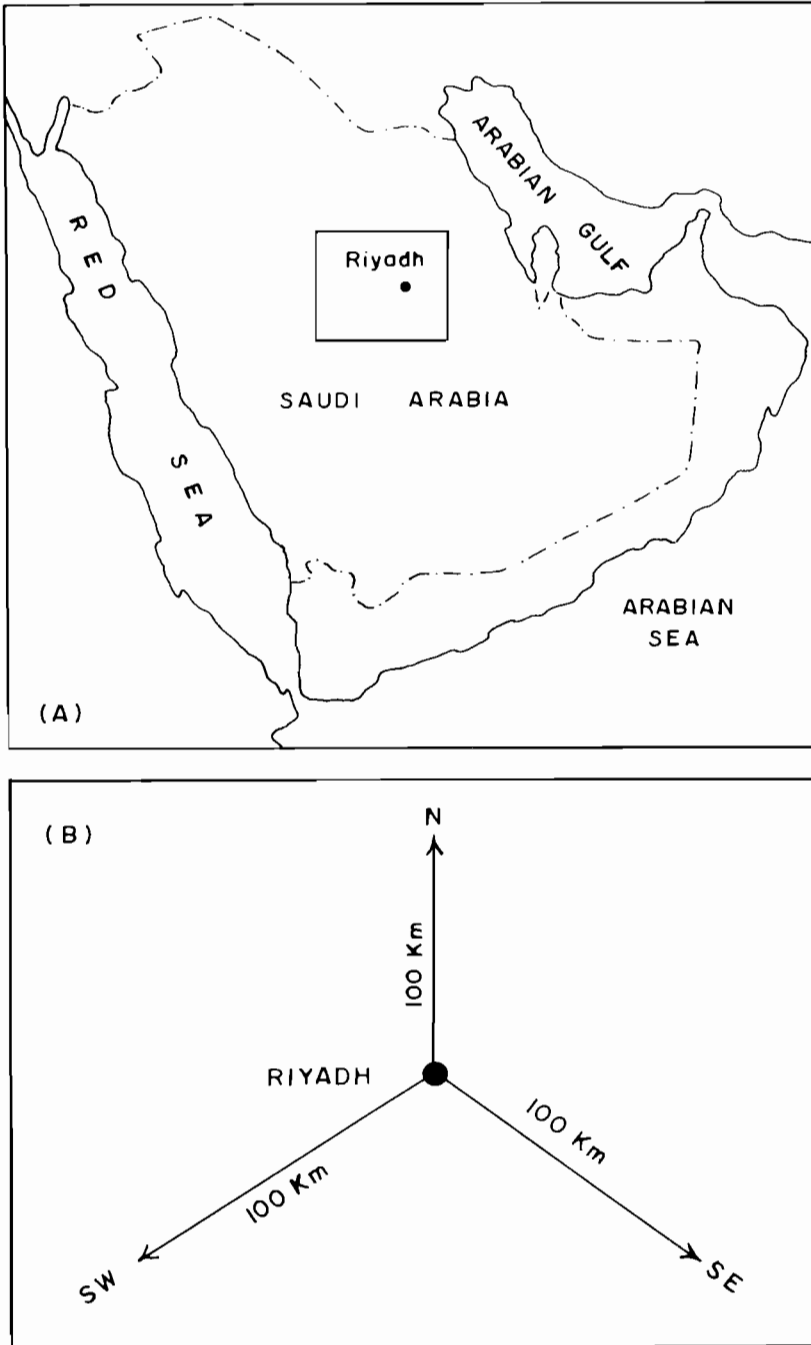 ARABIAN
GULF
RED
SEA
Riyadh
SAUDI ARABIA
ARABIAN
SEA
(A)
(B)
N
100 Km
RIYADH
100 Km
100 Km
SW
SE